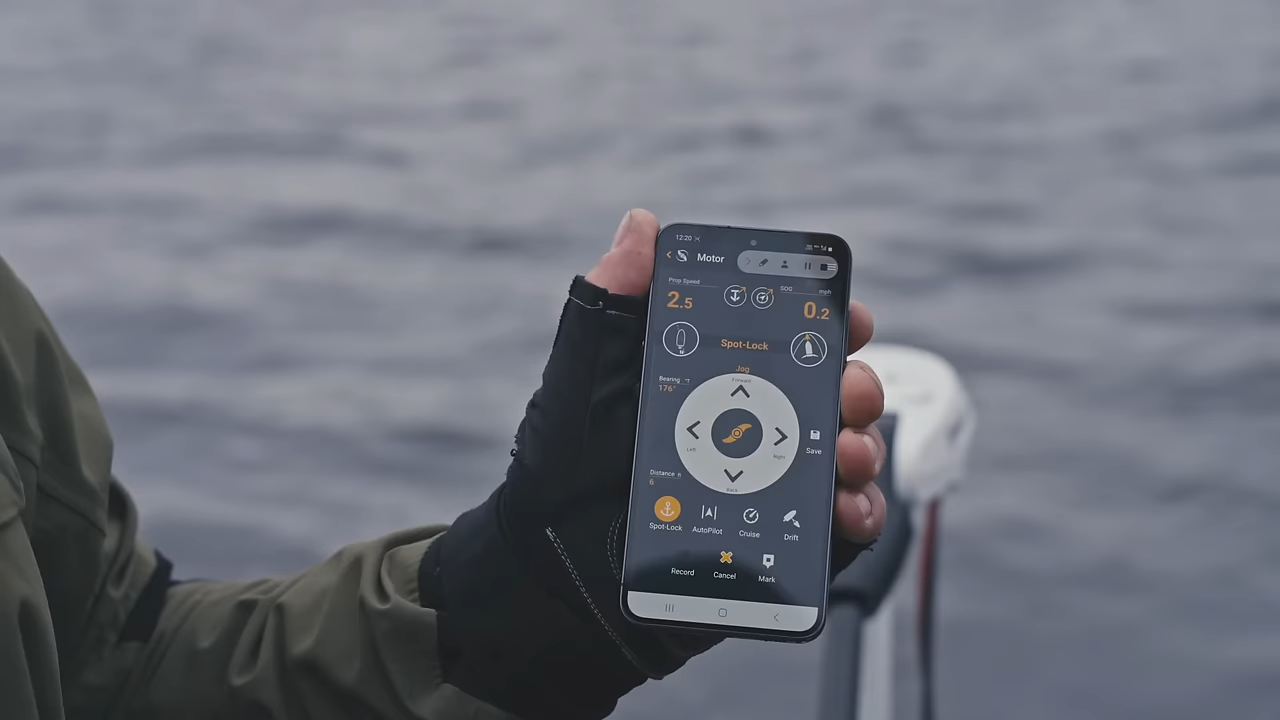 12:20
Motor
Prop Speed
SOG mph
2.5
0.2
Spot-Lock
Jog
Forward
Bearing
176°
Left
Right
Save
Back
Distance ft
6
Spot-Lock AutoPilot Cruise Drift
Record Cancel Mark